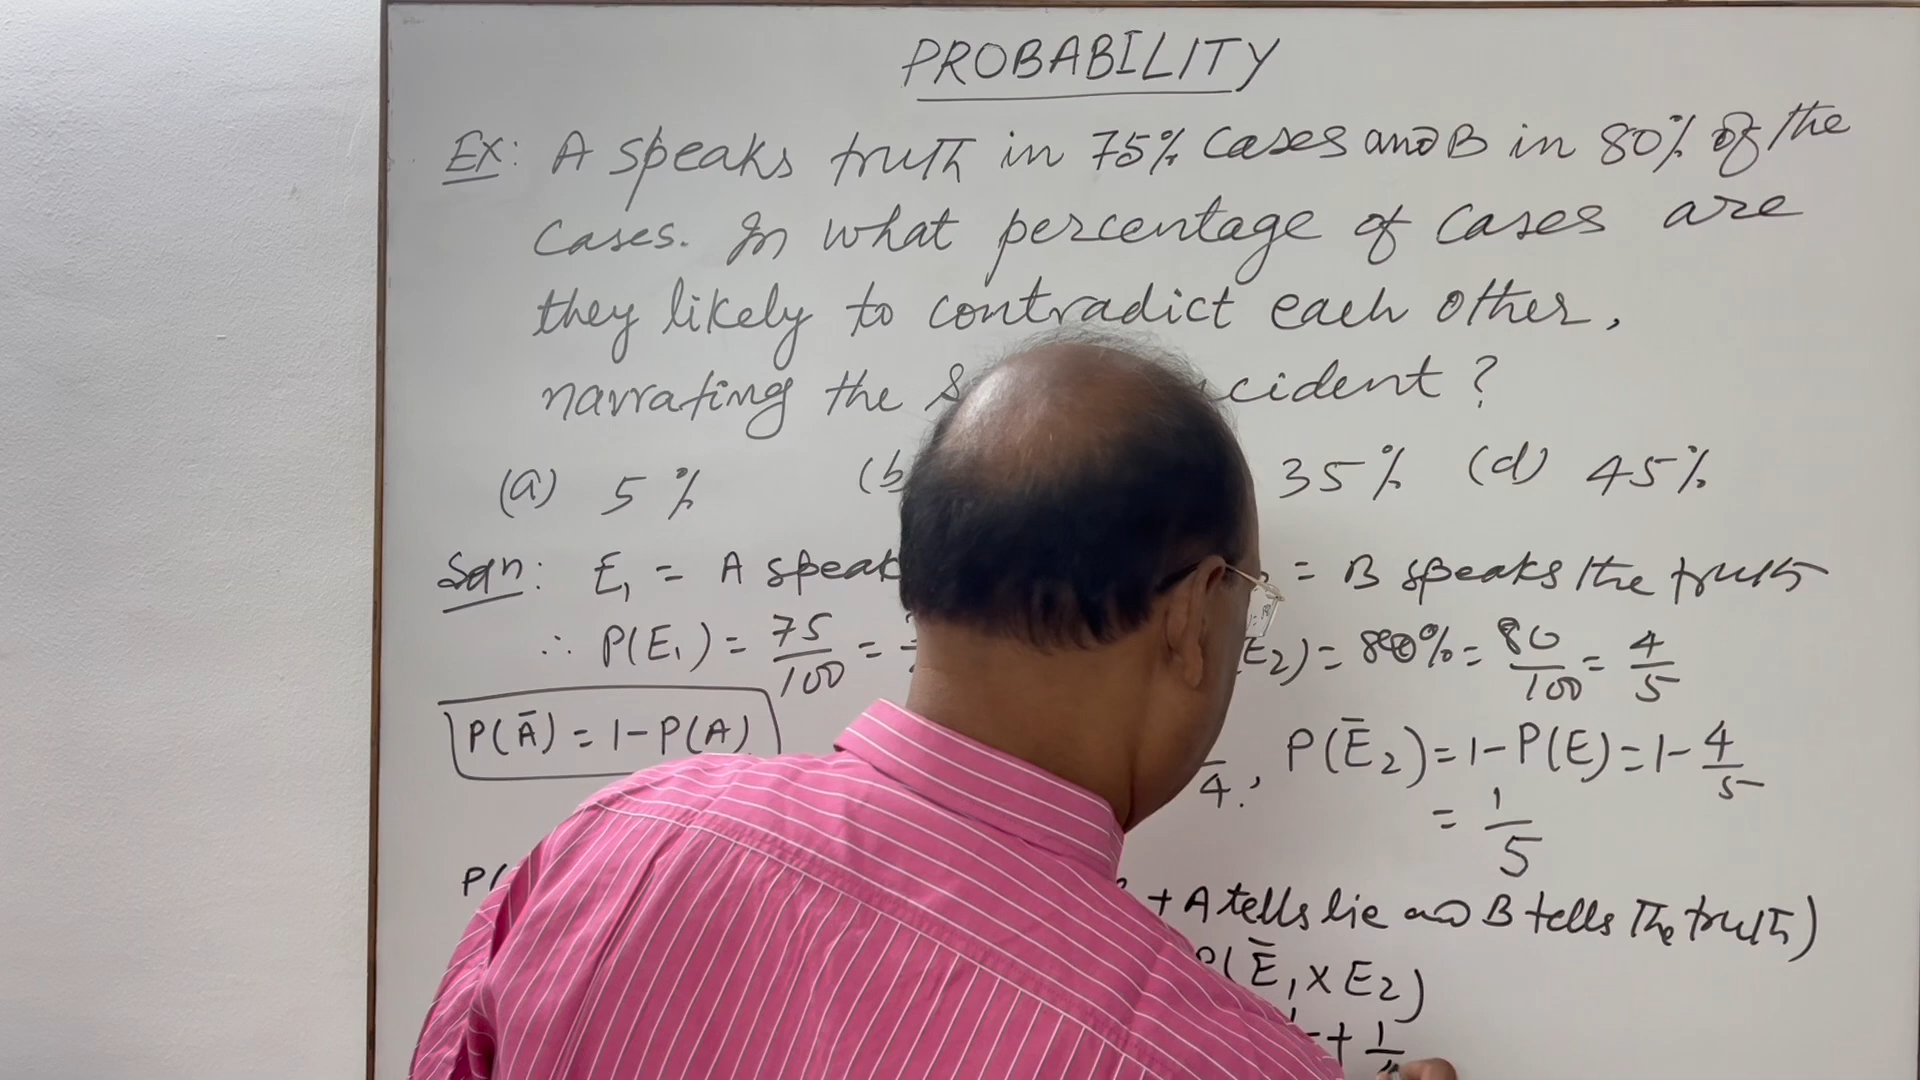 PROBABILITY
Ex: A speaks truth in 75% cases and B in 80% of the
cases. In what percentage of cases are
they likely to contradict each other,
narrating the cident?
(a) 5% (b 35% (d) 45%
Son: E₁ = A speak = B speaks the truth
∴ P(E₁) = 75/100 = E₂) = 80% = 80/100 = 4/5
P(Ā) = 1-P(A)
4., P(Ē₂) = 1-P(E) = 1-4/5
= 1/5
P( + A tells lie and B tells the truth)
P(Ē₁ x E₂)
+ 1/